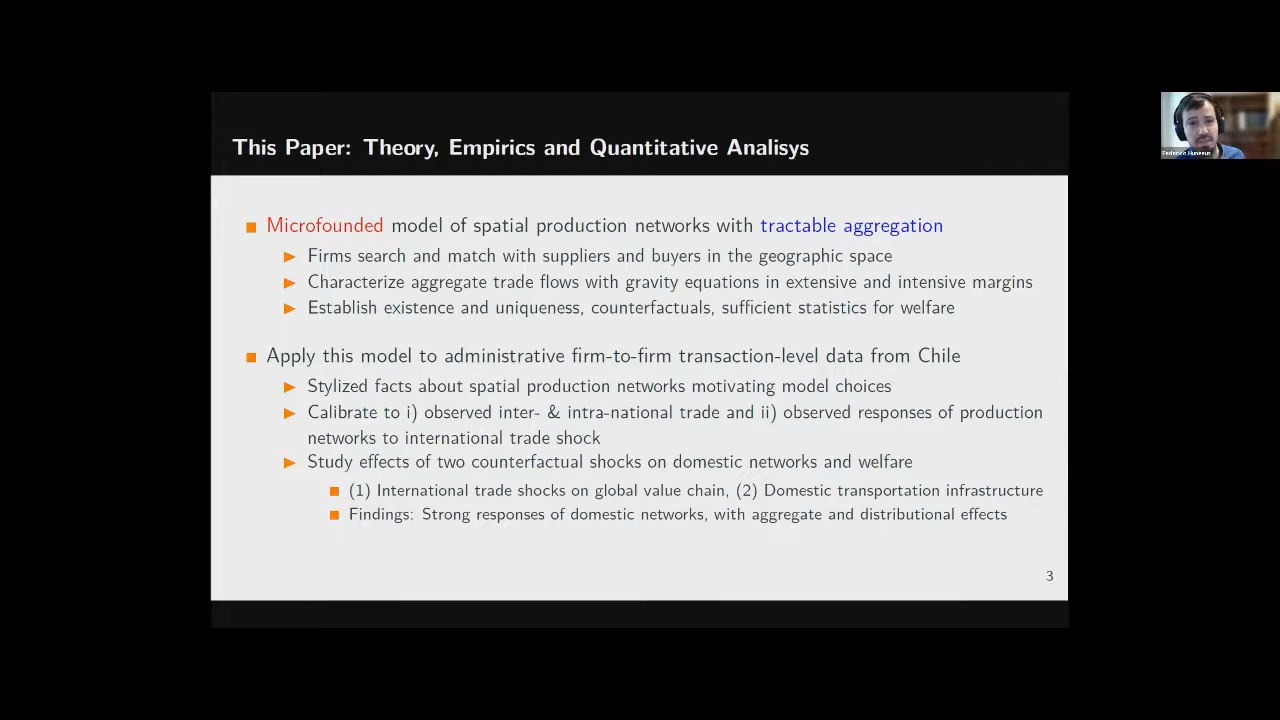 This Paper: Theory, Empirics and Quantitative Analisys
Microfounded model of spatial production networks with tractable aggregation
Firms search and match with suppliers and buyers in the geographic space
Characterize aggregate trade flows with gravity equations in extensive and intensive margins
Establish existence and uniqueness, counterfactuals, sufficient statistics for welfare
Apply this model to administrative firm-to-firm transaction-level data from Chile
Stylized facts about spatial production networks motivating model choices
Calibrate to i) observed inter- & intra-national trade and ii) observed responses of production
networks to international trade shock
Study effects of two counterfactual shocks on domestic networks and welfare
(1) International trade shocks on global value chain, (2) Domestic transportation infrastructure
Findings: Strong responses of domestic networks, with aggregate and distributional effects
3
Federico Huneeus